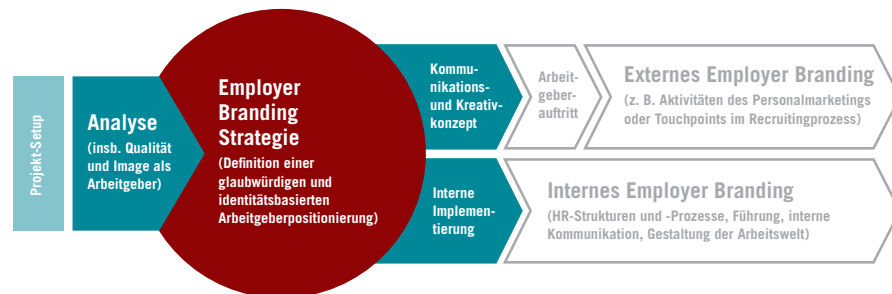 Projekt-Setup
Analyse
(insb. Qualität
und Image als
Arbeitgeber)
Employer
Branding
Strategie
(Definition einer
glaubwürdigen und
identitätsbasierten
Arbeitgeberpositionierung)
Kommu-
nikations-
und Kreativ-
konzept
Arbeit-
geber-
auftritt
Externes Employer Branding
(z. B. Aktivitäten des Personalmarketings
oder Touchpoints im Recruitingprozess)
Interne
Implemen-
tierung
Internes Employer Branding
(HR-Strukturen und -Prozesse, Führung, interne
Kommunikation, Gestaltung der Arbeitswelt)